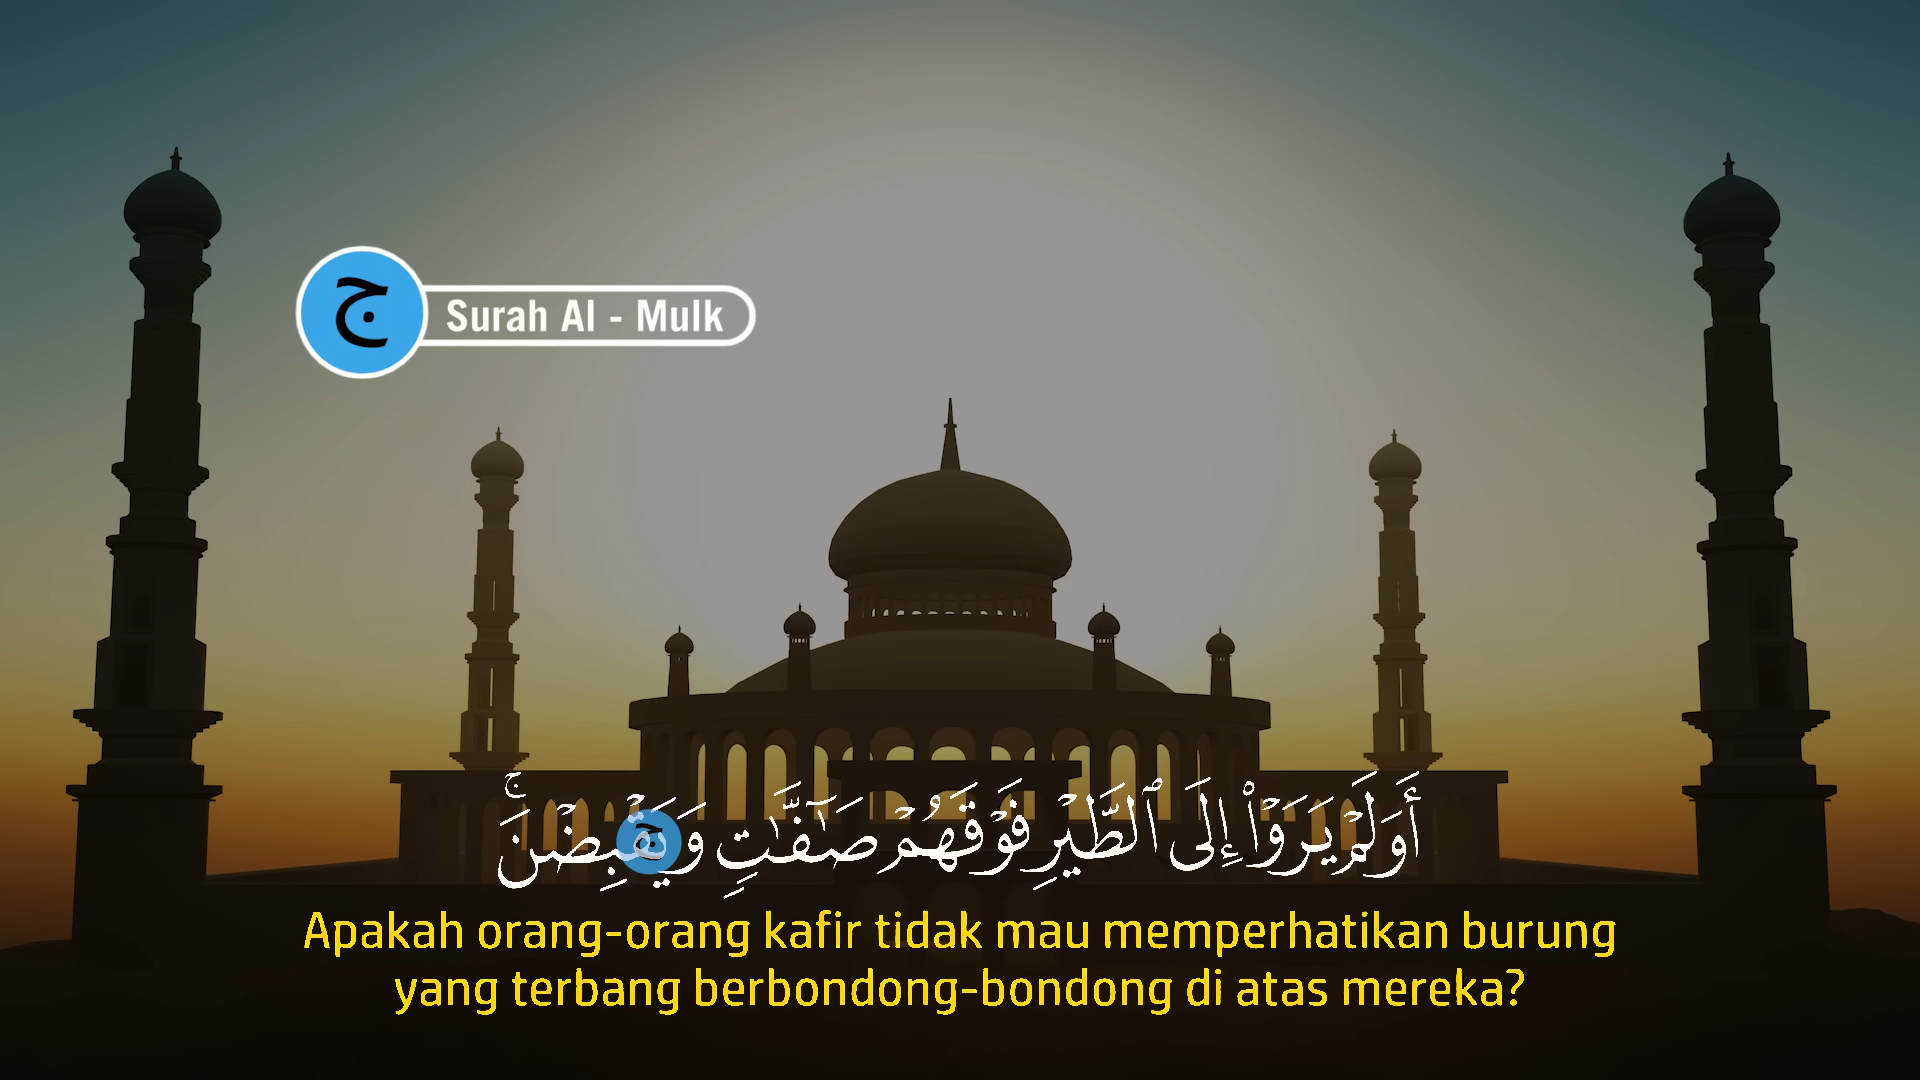 ج
Surah Al - Mulk
أَوَلَمْ يَرَوْا۟ إِلَى ٱلطَّيْرِ فَوْقَهُمْ صَـٰٓفَّـٰتٍ وَيَقْبِضْنَ ۚ
ج
Apakah orang-orang kafir tidak mau memperhatikan burung
yang terbang berbondong-bondong di atas mereka?